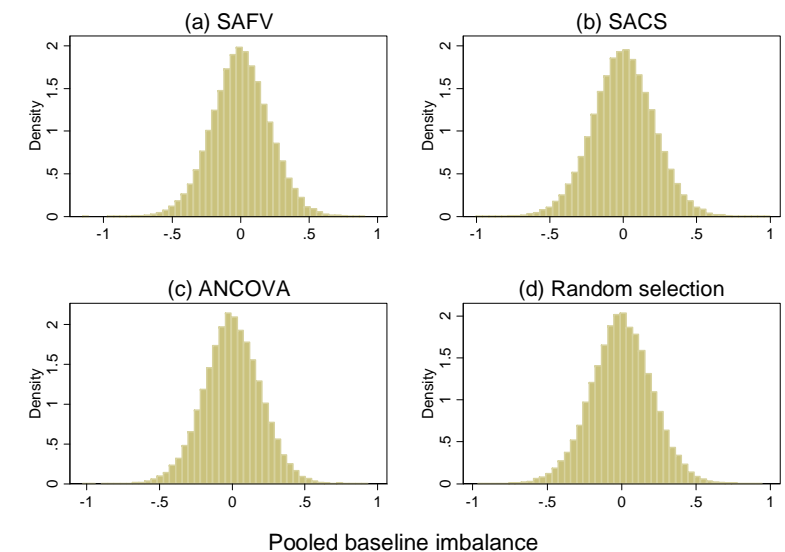 (a) SAFV
(b) SACS
Density
0 .5 1 1.5 2
-1 -.5 0 .5 1
Density
0 .5 1 1.5 2
-1 -.5 0 .5 1
(c) ANCOVA
(d) Random selection
Density
0 .5 1 1.5 2
-1 -.5 0 .5 1
Density
0 .5 1 1.5 2
-1 -.5 0 .5 1
Pooled baseline imbalance